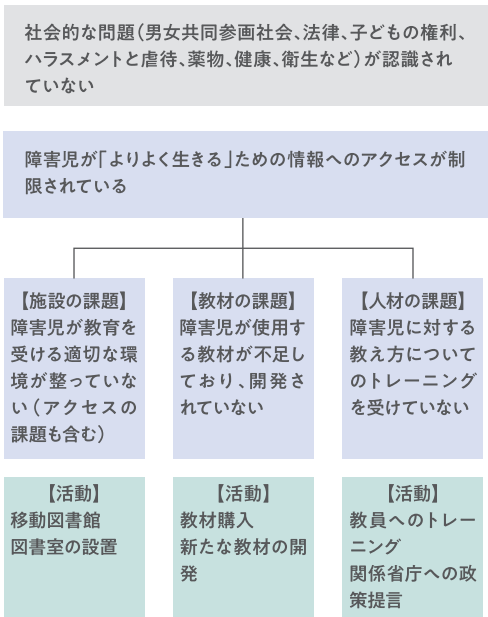 社会的な問題（男女共同参画社会、法律、子どもの権利、
ハラスメントと虐待、薬物、健康、衛生など）が認識され
ていない
障害児が「よりよく生きる」ための情報へのアクセスが制
限されている
【施設の課題】
障害児が教育を
受ける適切な環
境が整っていな
い（アクセスの
課題も含む）
【教材の課題】
障害児が使用す
る教材が不足し
ており、開発され
ていない
【人材の課題】
障害児に対する
教え方について
のトレーニング
を受けていない
【活動】
移動図書館
図書室の設置
【活動】
教材購入
新たな教材の開
発
【活動】
教員へのトレー
ニング
関係省庁への政
策提言